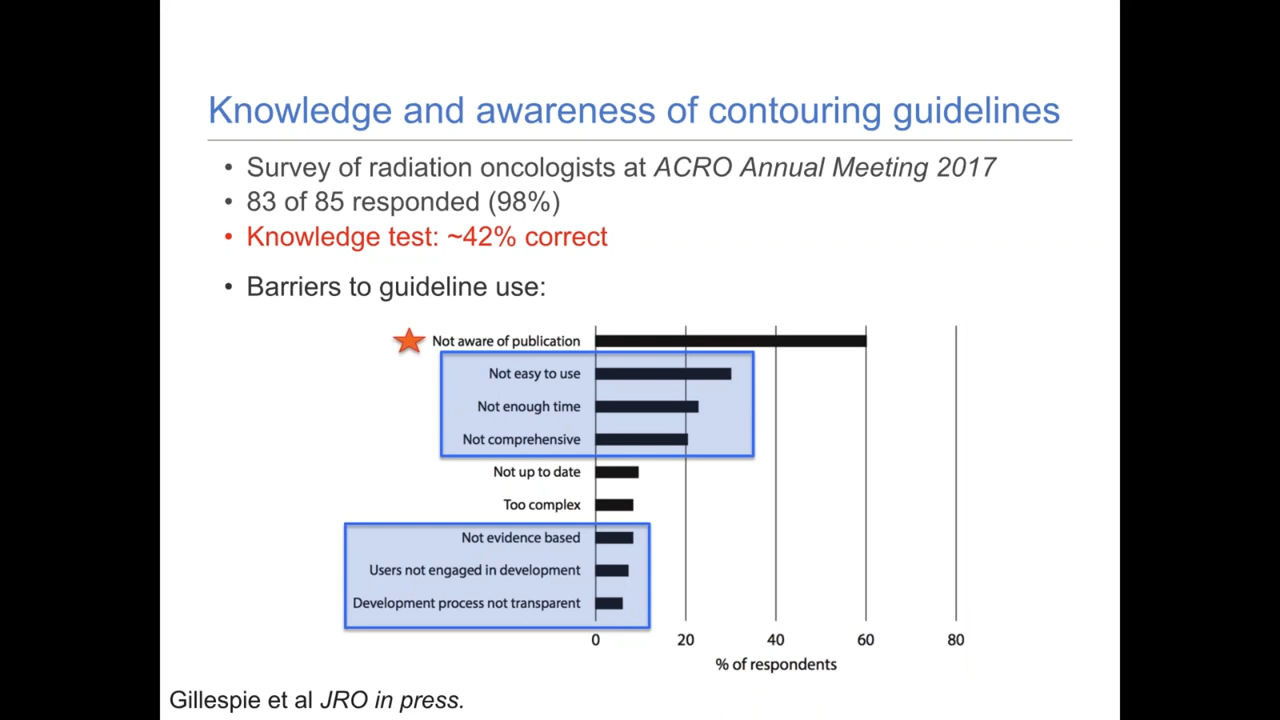 Knowledge and awareness of contouring guidelines
• Survey of radiation oncologists at ACRO Annual Meeting 2017
• 83 of 85 responded (98%)
• Knowledge test: ~42% correct
• Barriers to guideline use:
Not aware of publication
Not easy to use
Not enough time
Not comprehensive
Not up to date
Too complex
Not evidence based
Users not engaged in development
Development process not transparent
0 20 40 60 80
% of respondents
Gillespie et al JRO in press.